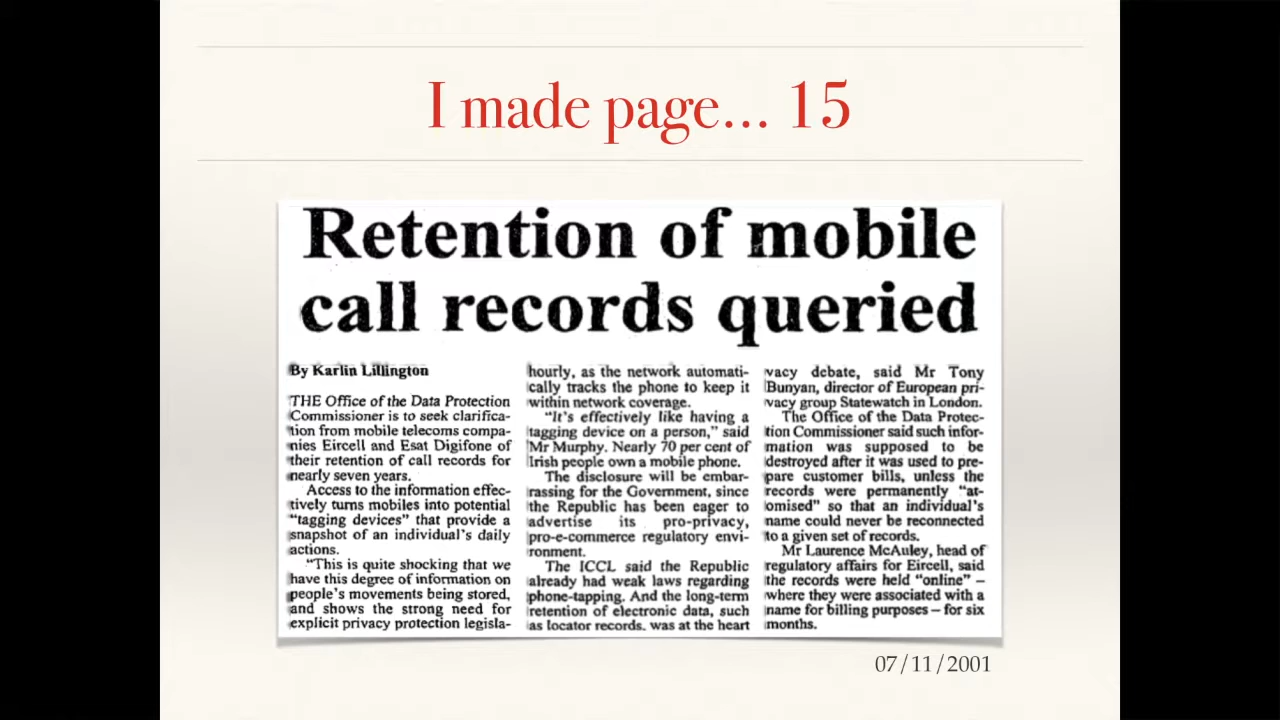 I made page... 15
Retention of mobile
call records queried
By Karlin Lillington
THE Office of the Data Protection
Commissioner is to seek clarifica-
tion from mobile telecoms compa-
nies Eircell and Esat Digifone of
their retention of call records for
nearly seven years.
Access to the information effec-
tively turns mobiles into potential
"tagging devices" that provide a
snapshot of an individual's daily
actions.
"This is quite shocking that we
have this degree of information on
people's movements being stored,
and shows the strong need for
explicit privacy protection legisla-
hourly, as the network automati-
cally tracks the phone to keep it
within network coverage.
"It's effectively like having a
tagging device on a person," said
Mr Murphy. Nearly 70 per cent of
Irish people own a mobile phone.
The disclosure will be embar-
rassing for the Government, since
the Republic has been eager to
advertise its pro-privacy,
pro-e-commerce regulatory envi-
ronment.
The ICCL said the Republic
already had weak laws regarding
phone-tapping. And the long-term
retention of electronic data, such
as locator records, was at the heart
vacy debate, said Mr Tony
Bunyan, director of European pri-
vacy group Statewatch in London.
The Office of the Data Protec-
tion Commissioner said such infor-
mation was supposed to be
destroyed after it was used to pre-
pare customer bills, unless the
records were permanently "at-
omised" so that an individual's
name could never be reconnected
to a given set of records.
Mr Laurence McAuley, head of
regulatory affairs for Eircell, said
the records were held "online" –
where they were associated with a
name for billing purposes – for six
months.
07/11/2001